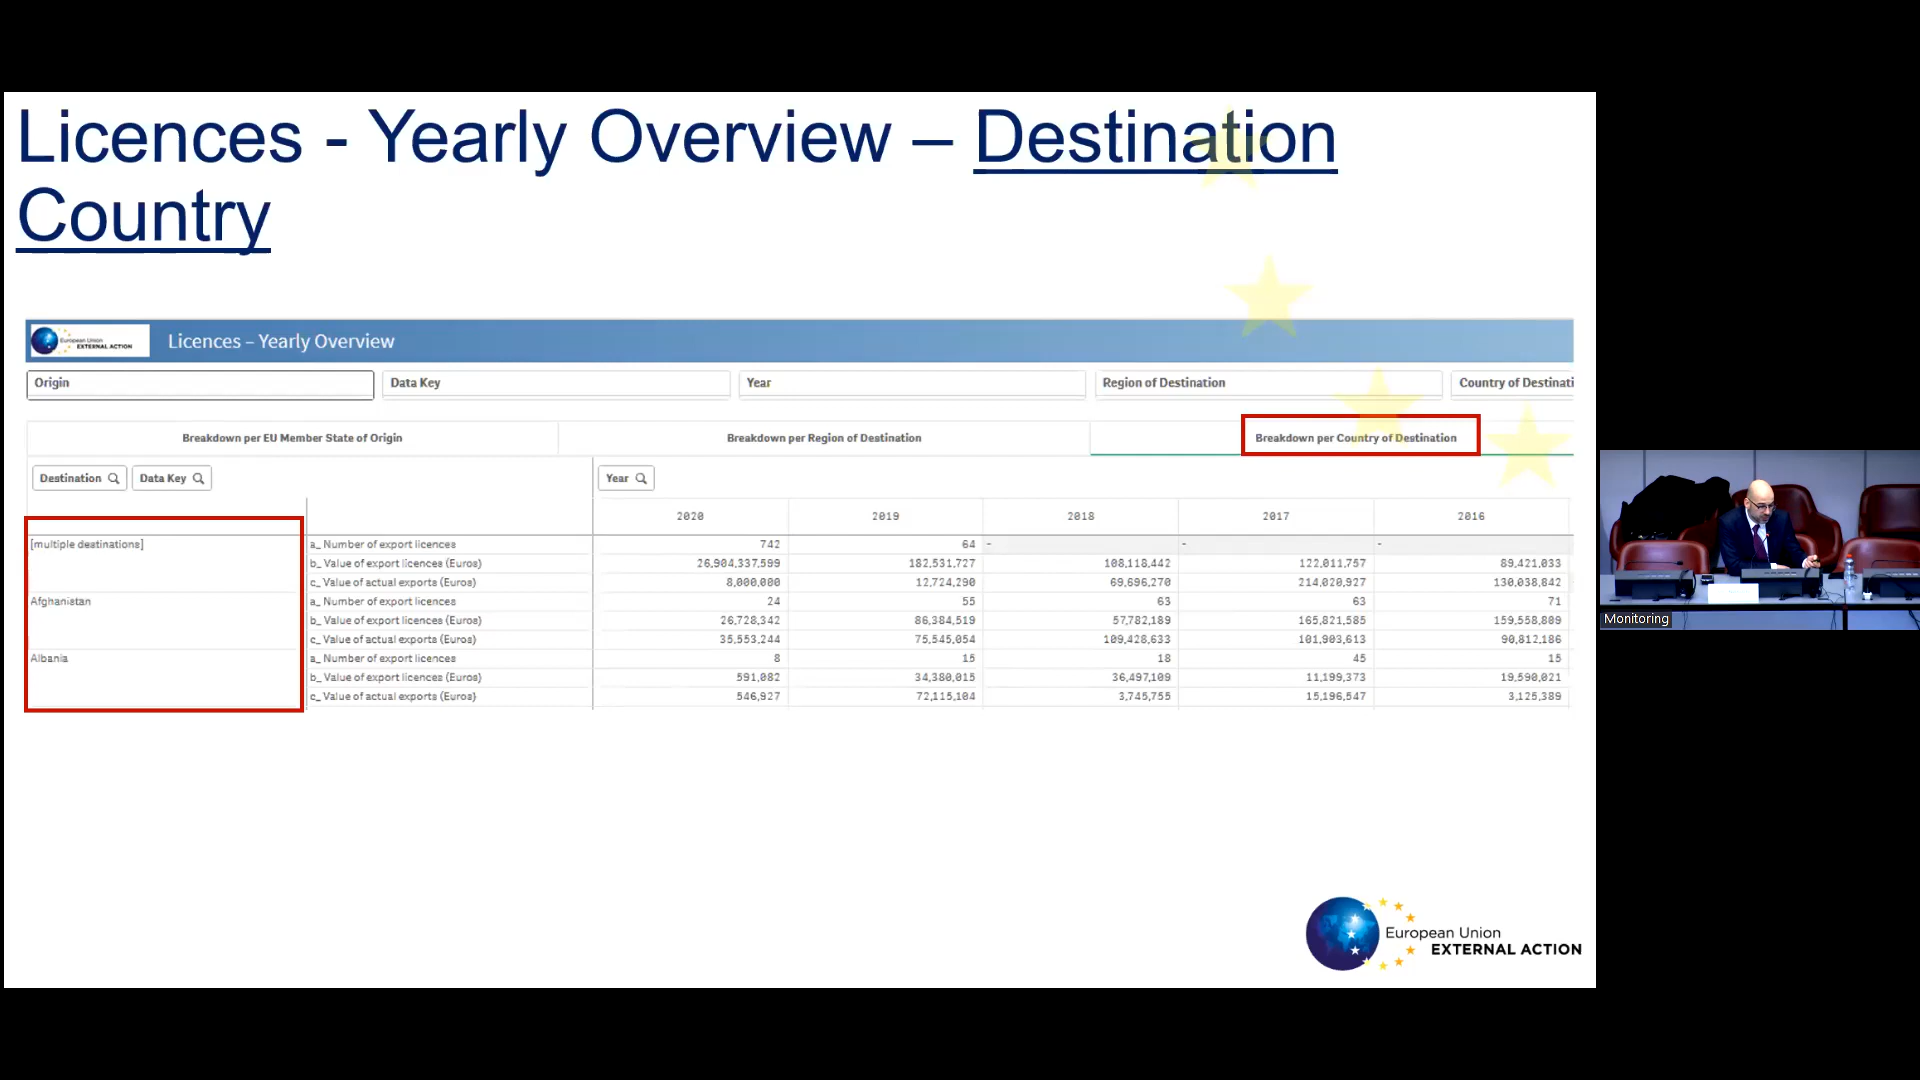 Licences - Yearly Overview – Destination
Country
European Union
EXTERNAL ACTION
Licences – Yearly Overview
Origin
Data Key
Year
Region of Destination
Country of Destinati
Breakdown per EU Member State of Origin
Breakdown per Region of Destination
Breakdown per Country of Destination
Destination
Data Key
Year
2020 2019 2018 2017 2016
[multiple destinations] a_ Number of export licences 742 64 - - -
b_ Value of export licences (Euros) 26,904,337,599 182,531,727 108,118,442 122,011,757 89,421,033
c_ Value of actual exports (Euros) 8,000,000 12,724,290 69,696,270 214,020,927 130,038,842
Afghanistan a_ Number of export licences 24 55 63 63 71
b_ Value of export licences (Euros) 26,728,342 86,384,519 57,782,189 165,821,585 159,558,809
c_ Value of actual exports (Euros) 35,553,244 75,545,054 109,428,633 101,903,613 90,812,186
Albania a_ Number of export licences 8 15 18 45 15
b_ Value of export licences (Euros) 591,082 34,380,015 36,497,109 11,199,373 19,590,021
c_ Value of actual exports (Euros) 546,927 72,115,104 3,745,755 15,196,547 3,125,389
Monitoring
European Union
EXTERNAL ACTION